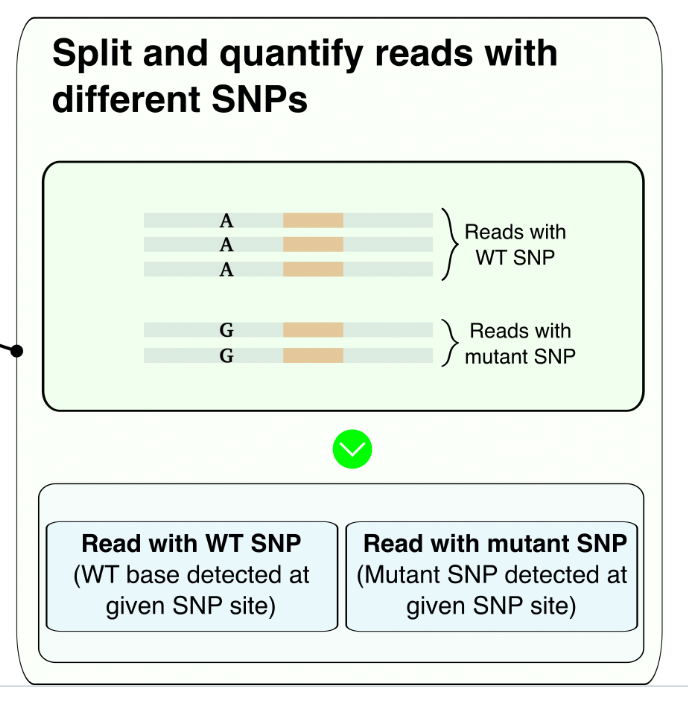 Split and quantify reads with
different SNPs
A
A
A
Reads with
WT SNP
G
G
Reads with
mutant SNP
Read with WT SNP
(WT base detected at
given SNP site)
Read with mutant SNP
(Mutant SNP detected at
given SNP site)